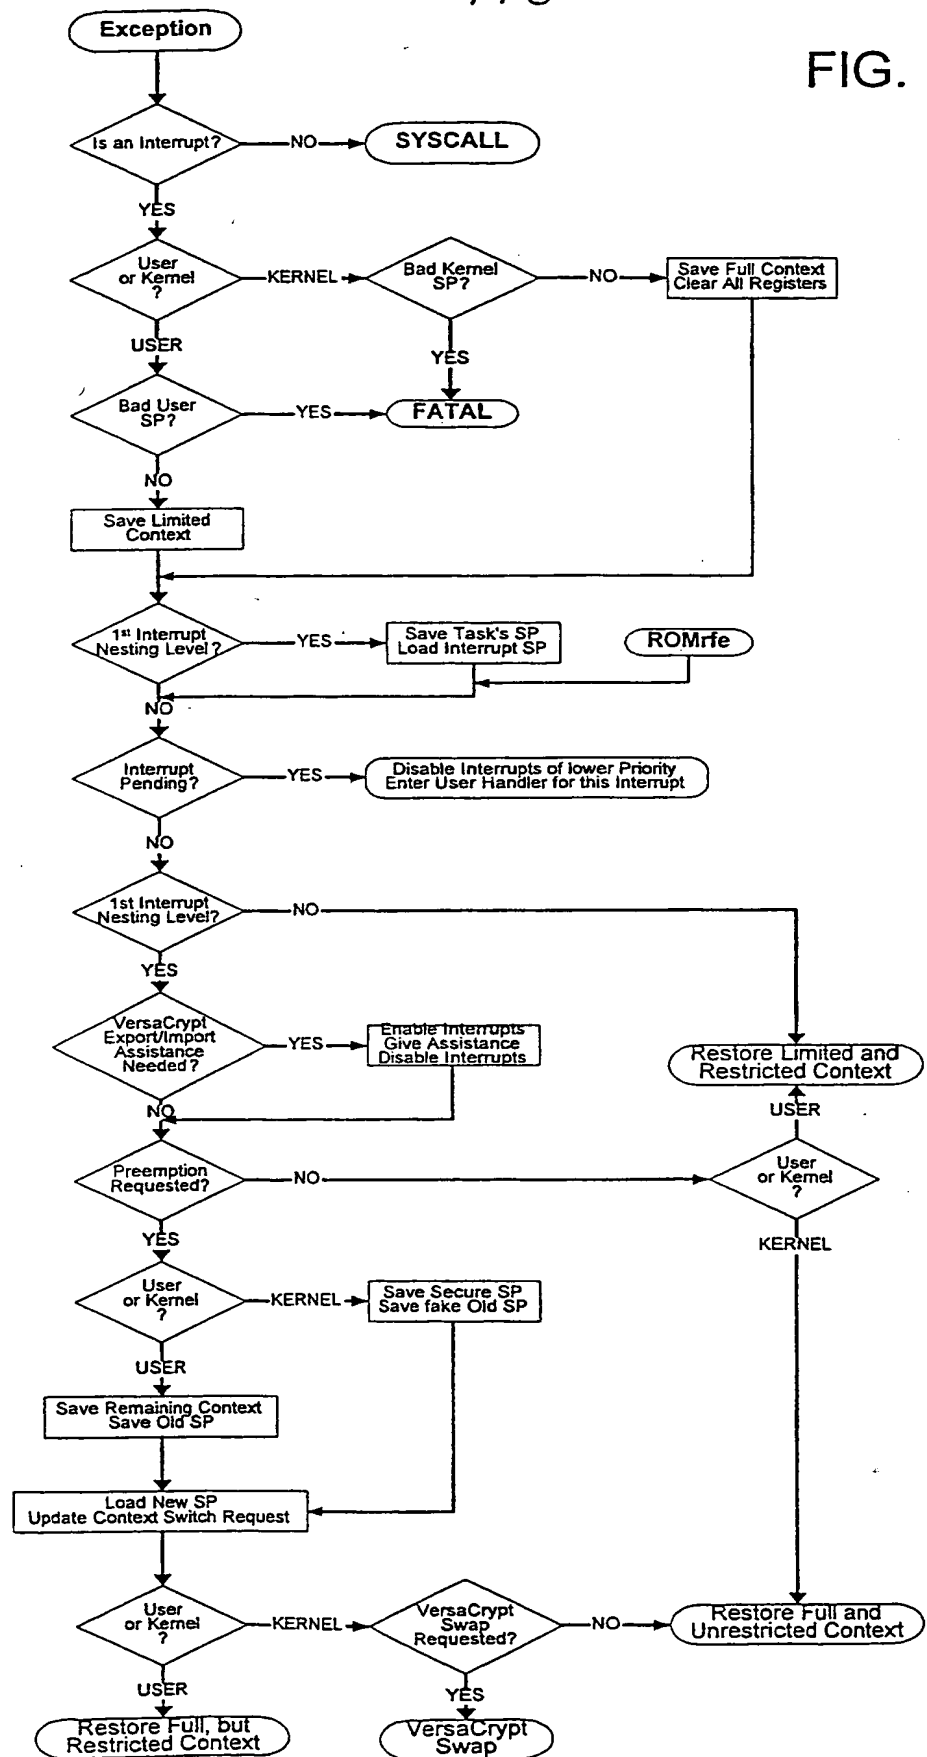 Exception
FIG.
Is an Interrupt?
NO
SYSCALL
YES
User
or Kernel
?
KERNEL
Bad Kernel
SP?
NO
Save Full Context
Clear All Registers
USER
YES
Bad User
SP?
YES
FATAL
NO
Save Limited
Context
1st Interrupt
Nesting Level?
YES
Save Task's SP
Load Interrupt SP
ROMrfe
NO
Interrupt
Pending?
YES
Disable Interrupts of lower Priority
Enter User Handler for this Interrupt
NO
1st Interrupt
Nesting Level?
NO
YES
VersaCrypt
Export/Import
Assistance
Needed?
YES
Enable Interrupts
Give Assistance
Disable Interrupts
Restore Limited and
Restricted Context
NO
USER
Preemption
Requested?
NO
User
or Kernel
?
YES
KERNEL
User
or Kernel
?
KERNEL
Save Secure SP
Save fake Old SP
USER
Save Remaining Context
Save Old SP
Load New SP
Update Context Switch Request
User
or Kernel
?
KERNEL
VersaCrypt
Swap
Requested?
NO
Restore Full and
Unrestricted Context
USER
YES
Restore Full, but
Restricted Context
VersaCrypt
Swap